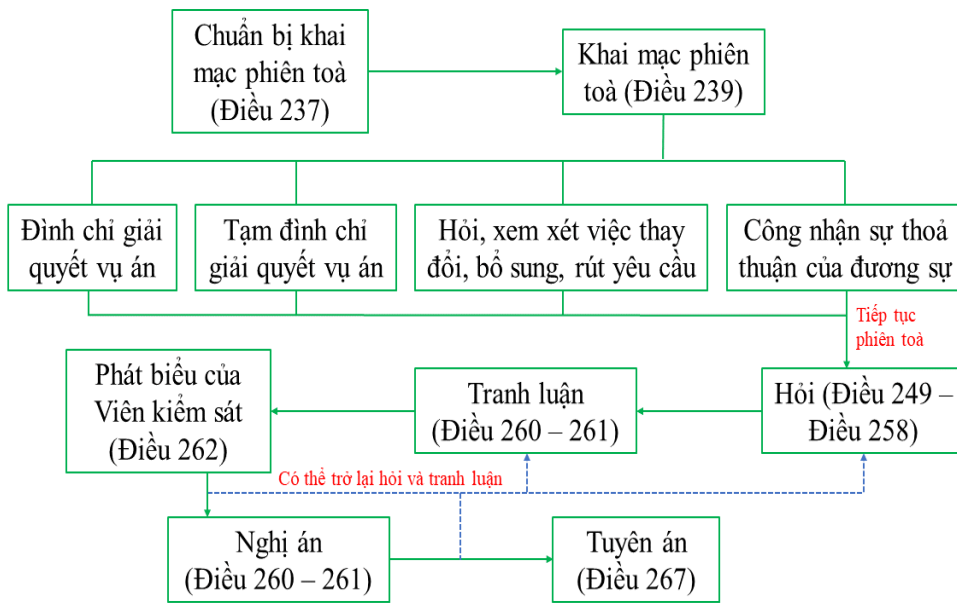 Chuẩn bị khai
mạc phiên toà
(Điều 237)
Khai mạc phiên
toà (Điều 239)
Đình chỉ giải
quyết vụ án
Tạm đình chỉ
giải quyết vụ án
Hỏi, xem xét việc thay
đổi, bổ sung, rút yêu cầu
Công nhận sự thoả
thuận của đương sự
Tiếp tục
phiên toà
Phát biểu của
Viên kiểm sát
(Điều 262)
Tranh luận
(Điều 260 – 261)
Hỏi (Điều 249 –
Điều 258)
Có thể trở lại hỏi và tranh luận
Nghị án
(Điều 260 – 261)
Tuyên án
(Điều 267)